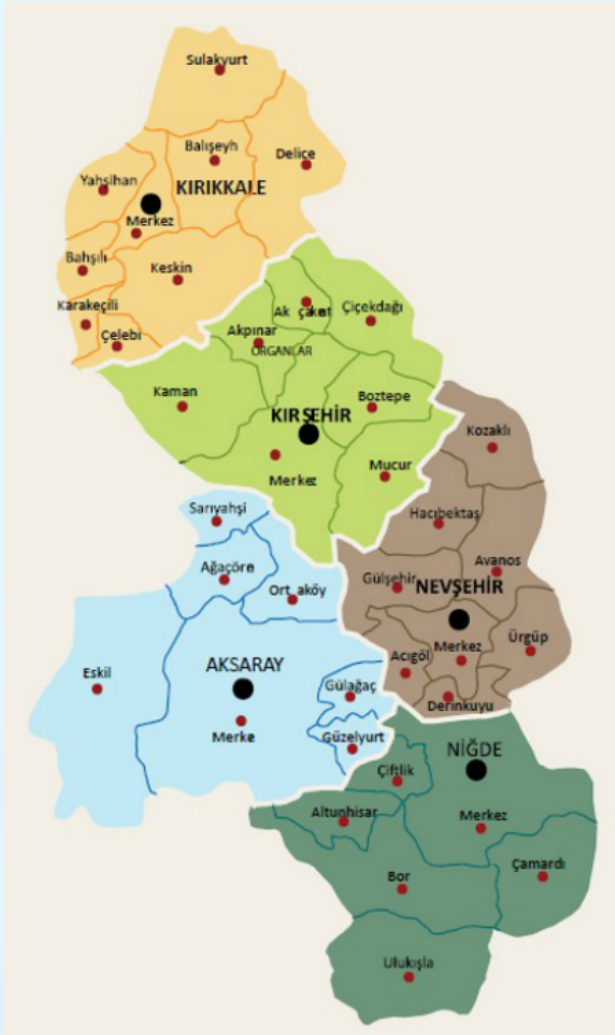 Sulakyurt
Balışeyh
Delice
Yahşihan
KIRIKKALE
Merkez
Bahşılı
Keskin
Karakeçili
Çelebi
Ak çakent
Çiçekdağı
Akpınar
ORGANLAR
Kaman
Boztepe
KIRŞEHİR
Merkez
Mucur
Kozaklı
Hacıbektaş
Sarıyahşi
Avanos
Ağaçören
Gülşehir
NEVŞEHİR
Ort aköy
Ürgüp
Merkez
Acıgöl
AKSARAY
Eskil
Gülağaç
Derinkuyu
Merke
Güzelyurt
NİĞDE
Çiftlik
Altunhisar
Merkez
Çamardı
Bor
Ulukışla